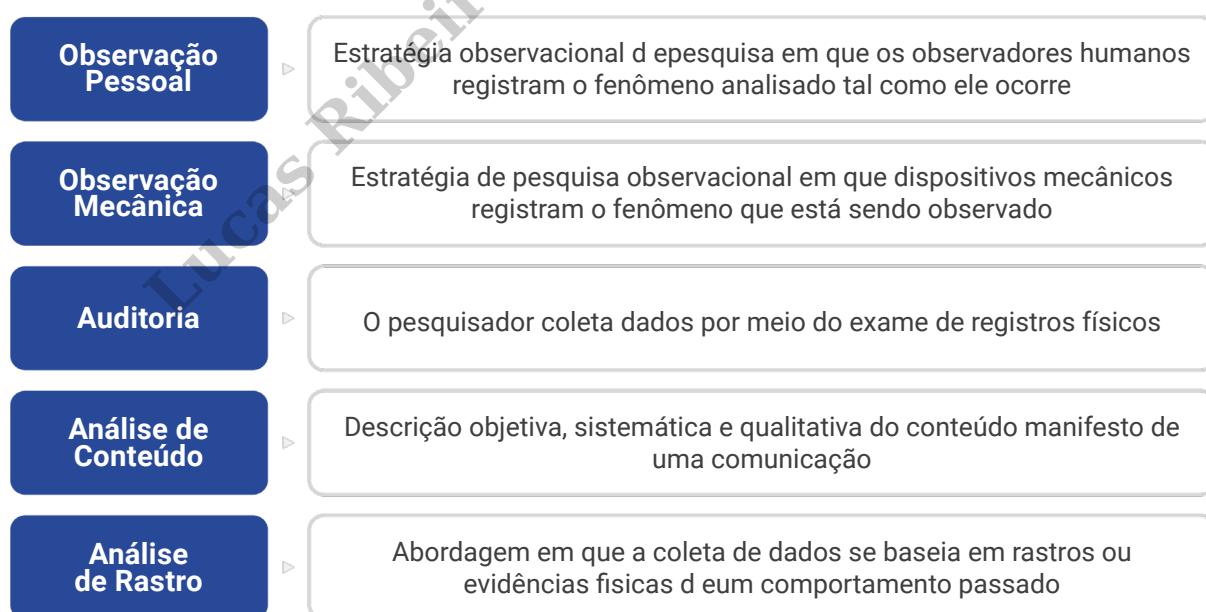 Observação
Pessoal
Estratégia observacional d epesquisa em que os observadores humanos
registram o fenômeno analisado tal como ele ocorre
Observação
Mecânica
Estratégia de pesquisa observacional em que dispositivos mecânicos
registram o fenômeno que está sendo observado
Auditoria
O pesquisador coleta dados por meio do exame de registros físicos
Análise de
Conteúdo
Descrição objetiva, sistemática e qualitativa do conteúdo manifesto de
uma comunicação
Análise
de Rastro
Abordagem em que a coleta de dados se baseia em rastros ou
evidências fisicas d eum comportamento passado
Lucas